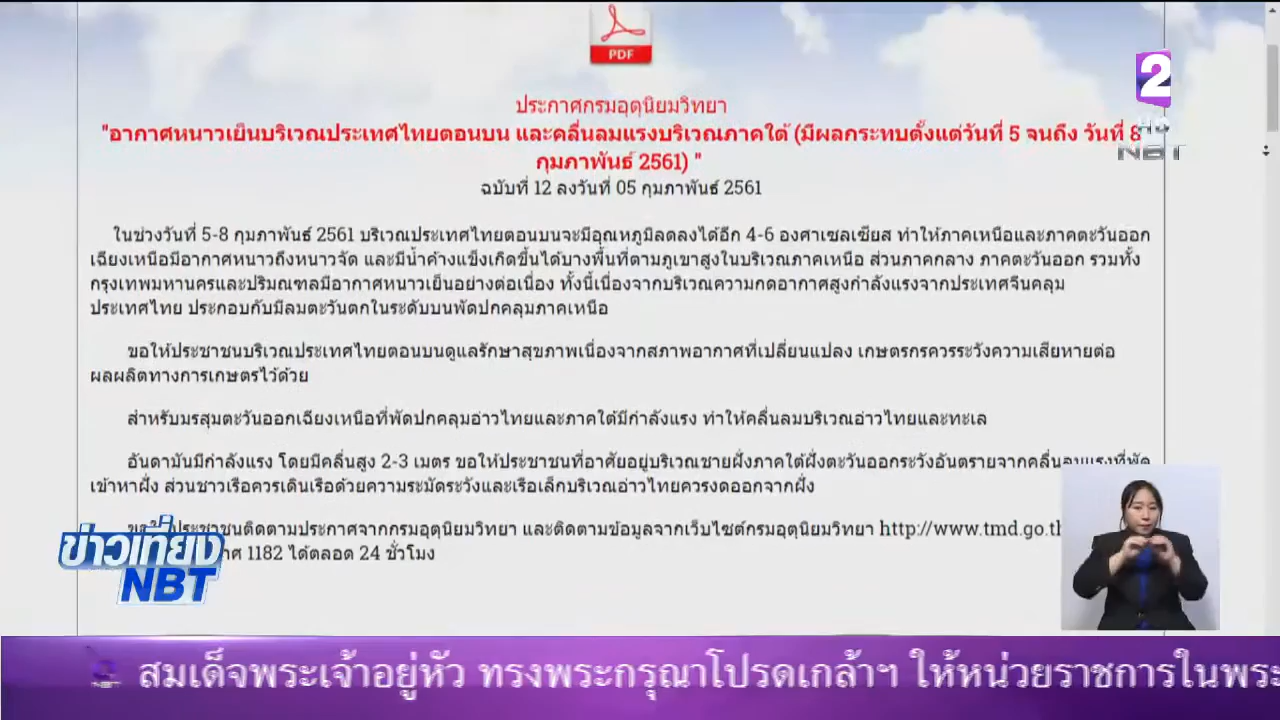 PDF
ประกาศกรมอุตุนิยมวิทยา
"อากาศหนาวเย็นบริเวณประเทศไทยตอนบน และคลื่นลมแรงบริเวณภาคใต้ (มีผลกระทบตั้งแต่วันที่ 5 จนถึง วันที่ 8
กุมภาพันธ์ 2561) "
ฉบับที่ 12 ลงวันที่ 05 กุมภาพันธ์ 2561
2
HD
NBT
ในช่วงวันที่ 5-8 กุมภาพันธ์ 2561 บริเวณประเทศไทยตอนบนจะมีอุณหภูมิลดลงได้อีก 4-6 องศาเซลเซียส ทำให้ภาคเหนือและภาคตะวันออก
เฉียงเหนือมีอากาศหนาวถึงหนาวจัด และมีน้ำค้างแข็งเกิดขึ้นได้บางพื้นที่ตามภูเขาสูงในบริเวณภาคเหนือ ส่วนภาคกลาง ภาคตะวันออก รวมทั้ง
กรุงเทพมหานครและปริมณฑลมีอากาศหนาวเย็นอย่างต่อเนื่อง ทั้งนี้เนื่องจากบริเวณความกดอากาศสูงกำลังแรงจากประเทศจีนคลุม
ประเทศไทย ประกอบกับมีลมตะวันตกในระดับบนพัดปกคลุมภาคเหนือ
ขอให้ประชาชนบริเวณประเทศไทยตอนบนดูแลรักษาสุขภาพเนื่องจากสภาพอากาศที่เปลี่ยนแปลง เกษตรกรควรระวังความเสียหายต่อ
ผลผลิตทางการเกษตรไว้ด้วย
สำหรับมรสุมตะวันออกเฉียงเหนือที่พัดปกคลุมอ่าวไทยและภาคใต้มีกำลังแรง ทำให้คลื่นลมบริเวณอ่าวไทยและทะเล
อันดามันมีกำลังแรง โดยมีคลื่นสูง 2-3 เมตร ขอให้ประชาชนที่อาศัยอยู่บริเวณชายฝั่งภาคใต้ฝั่งตะวันออกระวังอันตรายจากคลื่นลมแรงที่พัด
เข้าหาฝั่ง ส่วนชาวเรือควรเดินเรือด้วยความระมัดระวังและเรือเล็กบริเวณอ่าวไทยควรงดออกจากฝั่ง
ขอให้ประชาชนติดตามประกาศจากกรมอุตุนิยมวิทยา และติดตามข้อมูลจากเว็บไซต์กรมอุตุนิยมวิทยา http://www.tmd.go.th
1182 ได้ตลอด 24 ชั่วโมง
ข่าวเที่ยง
NBT
สมเด็จพระเจ้าอยู่หัว ทรงพระกรุณาโปรดเกล้าฯ ให้หน่วยราชการในพระ